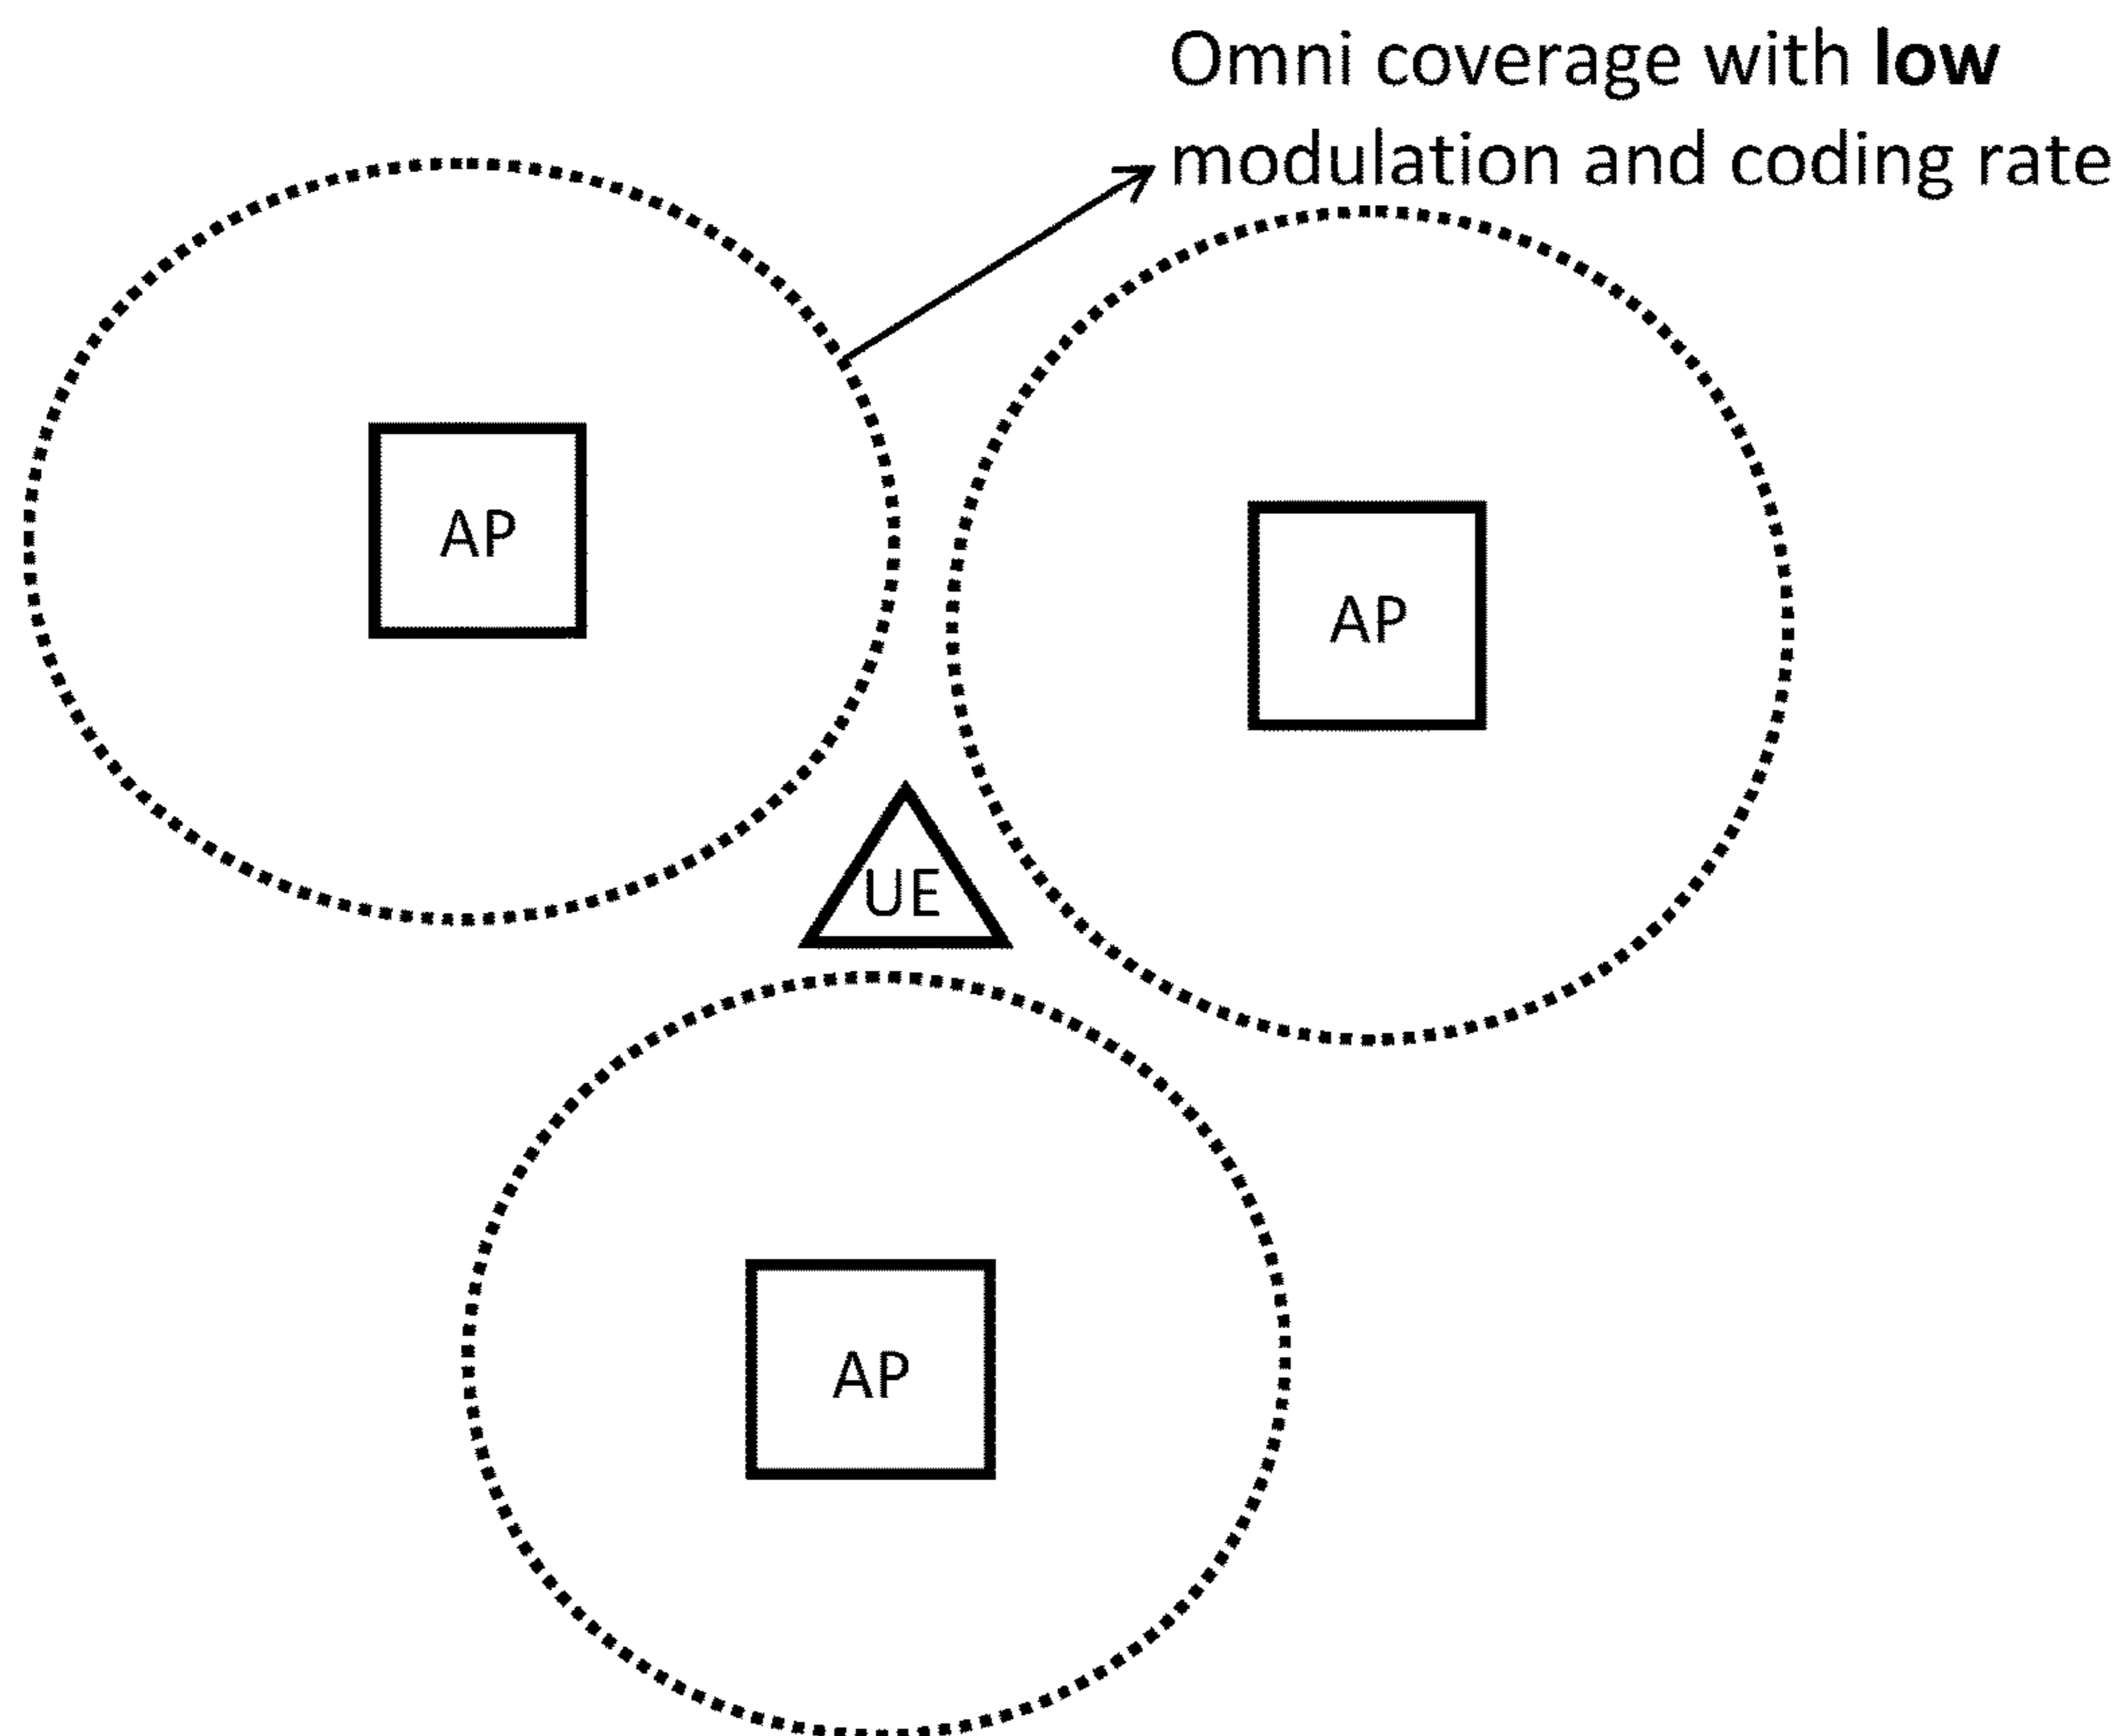 Omni coverage with low
modulation and coding rate
AP
AP
UE
AP